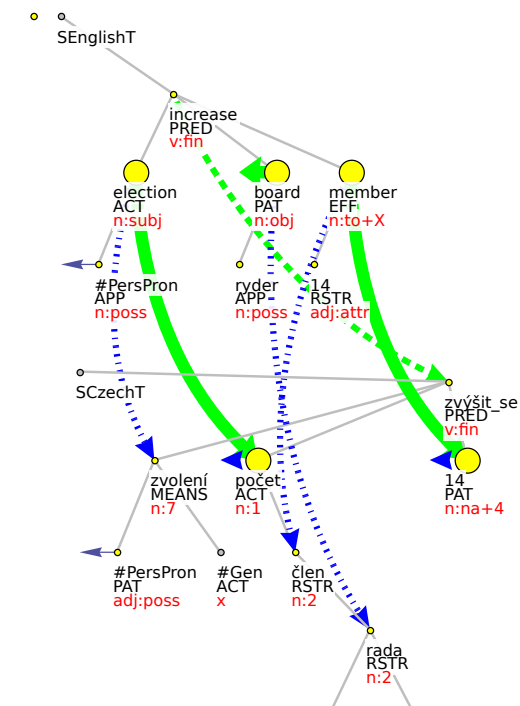 SEnglishT
increase
PRED
v:fin
election
ACT
n:subj
board
PAT
n:obj
member
EFF
n:to+X
#PersPron
APP
n:poss
ryder
APP
n:poss
14
RSTR
adj:attr
SCzechT
zvýšit_se
PRED
v:fin
zvolení
MEANS
n:7
počet
ACT
n:1
14
PAT
n:na+4
#PersPron
PAT
adj:poss
#Gen
ACT
x
člen
RSTR
n:2
rada
RSTR
n:2